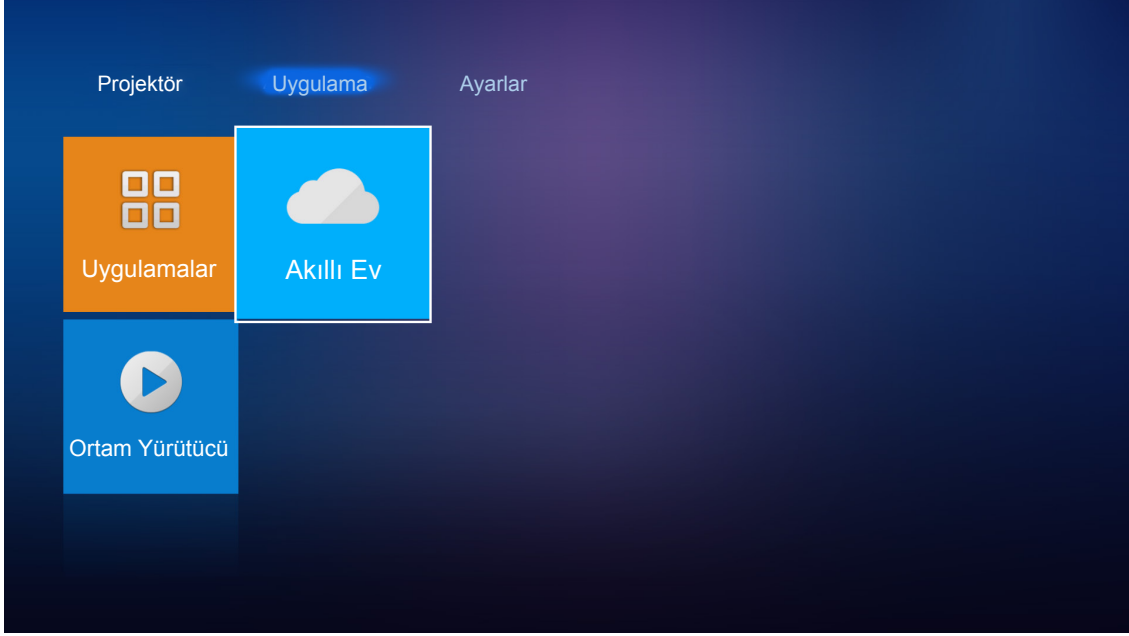 Projektör
Uygulama
Ayarlar
Uygulamalar
Akıllı Ev
Ortam Yürütücü